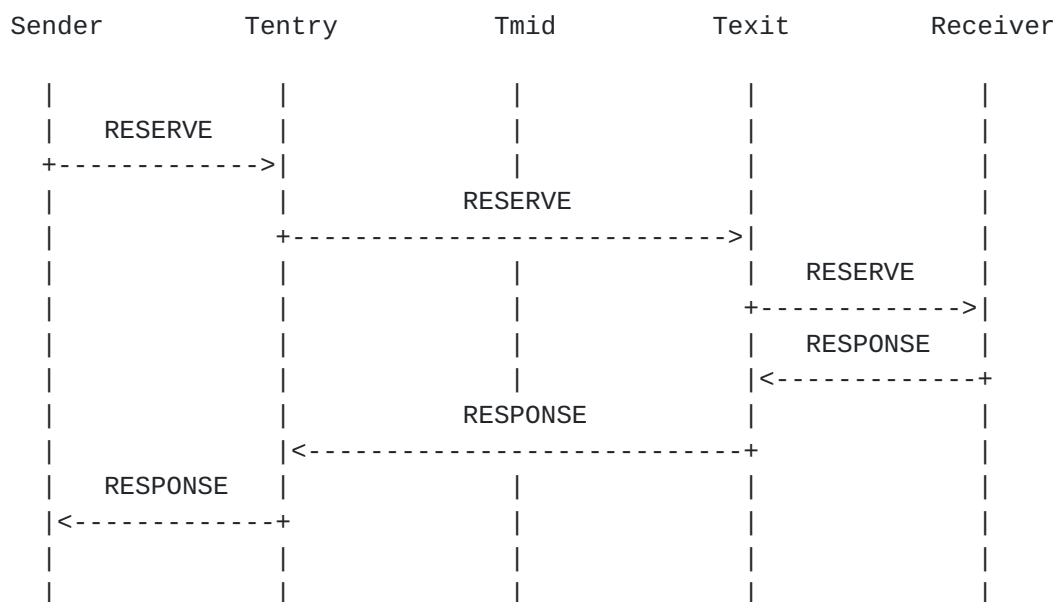 Sender Tentry Tmid Texit Receiver
RESERVE
RESERVE
RESERVE
RESPONSE
RESPONSE
RESPONSE